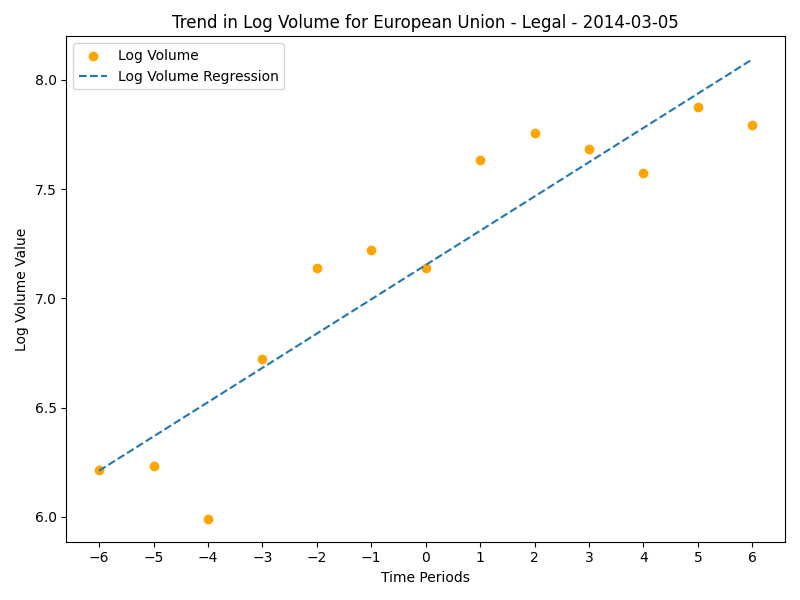 Trend in Log Volume for European Union - Legal - 2014-03-05
Log Volume
Log Volume Regression
8.0
7.5
7.0
6.5
6.0
Log Volume Value
−6 −5 −4 −3 −2 −1 0 1 2 3 4 5 6
Time Periods